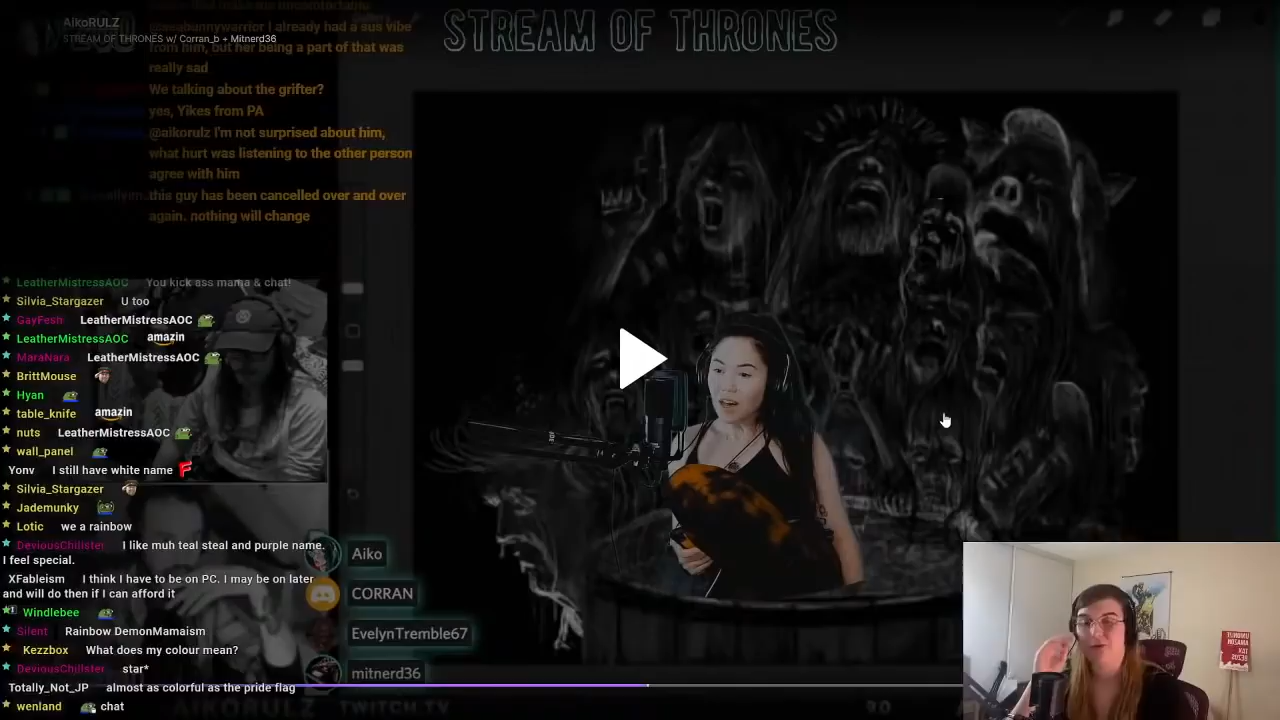 AikoRULZ
STREAM OF THRONES w/ Corran_b + Mitnerd36
STREAM OF THRONES
I already had a sus vibe
from him, but her being a part of that was
really sad
We talking about the grifter?
yes, Yikes from PA
@aikorulz I'm not surprised about him,
what hurt was listening to the other person
agree with him
this guy has been cancelled over and over
again. nothing will change
LeatherMistressAOC You kick ass mama & chat!
Silvia_Stargazer U too
GayFesh LeatherMistressAOC
LeatherMistressAOC amazin
MaraNara LeatherMistressAOC
BrittMouse
Hyan
table_knife amazin
nuts LeatherMistressAOC
wall_panel
Yonv I still have white name F
Silvia_Stargazer
Jademunky
Lotic we a rainbow
DeviousChillster I like muh teal steal and purple name.
I feel special.
XFableism I think I have to be on PC. I may be on later
and will do then if I can afford it
Windlebee
Silent Rainbow DemonMamaism
Kezzbox What does my colour mean?
DeviousChillster star*
Totally_Not_JP almost as colorful as the pride flag
wenland chat
Aiko
CORRAN
EvelynTremble67
mitnerd36
AIKORULZ TWITCH.TV